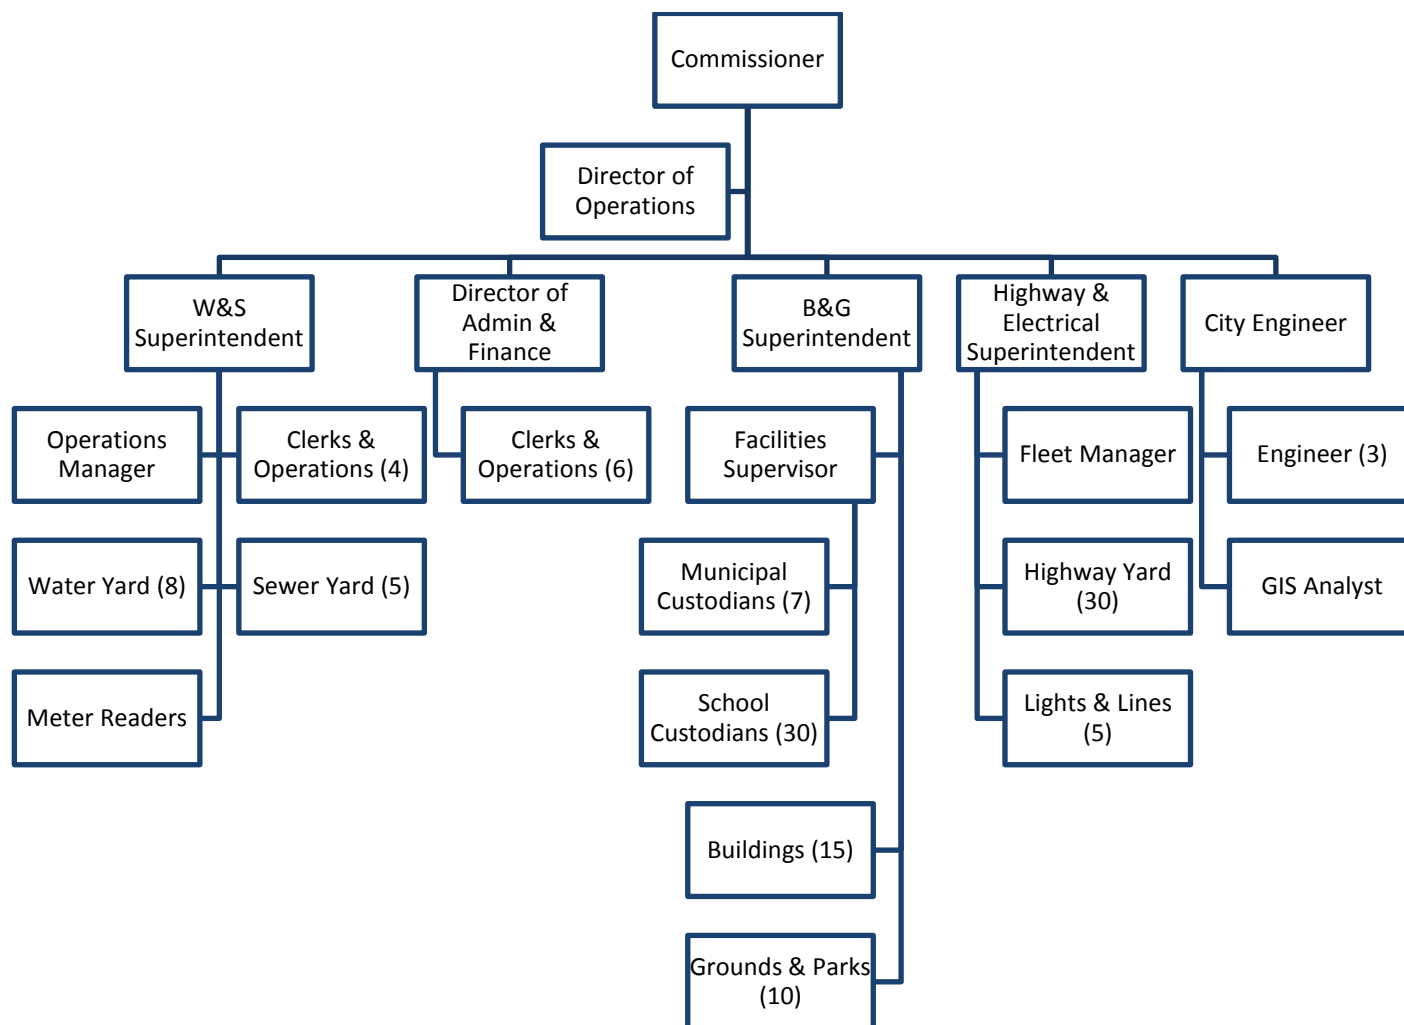 Commissioner
Director of
Operations
W&S
Superintendent
Director of
Admin &
Finance
B&G
Superintendent
Highway &
Electrical
Superintendent
City Engineer
Operations
Manager
Clerks &
Operations (4)
Clerks &
Operations (6)
Facilities
Supervisor
Fleet Manager
Engineer (3)
Water Yard (8)
Sewer Yard (5)
Municipal
Custodians (7)
Highway Yard
(30)
GIS Analyst
Meter Readers
School
Custodians (30)
Lights & Lines
(5)
Buildings (15)
Grounds & Parks
(10)